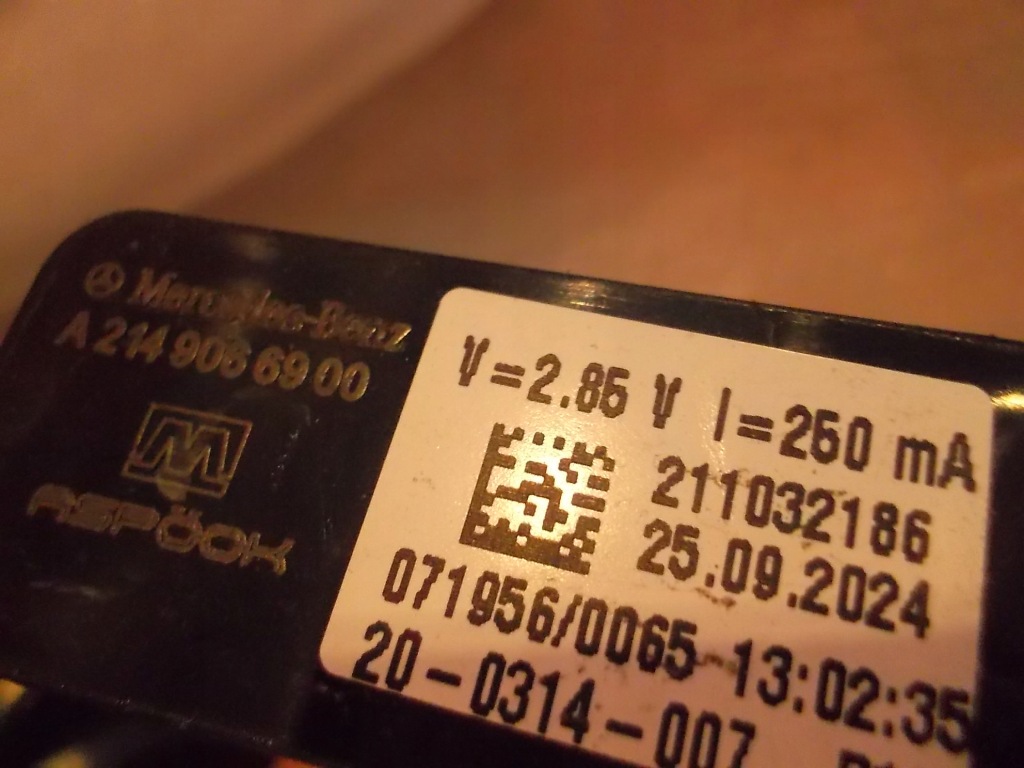 Mercedes-Benz
A 214 906 69 00
ASPÖCK
V=2.85 V I=250 mA
211032186
25.09.2024
071956/0065 13:02:35
20-0314-007